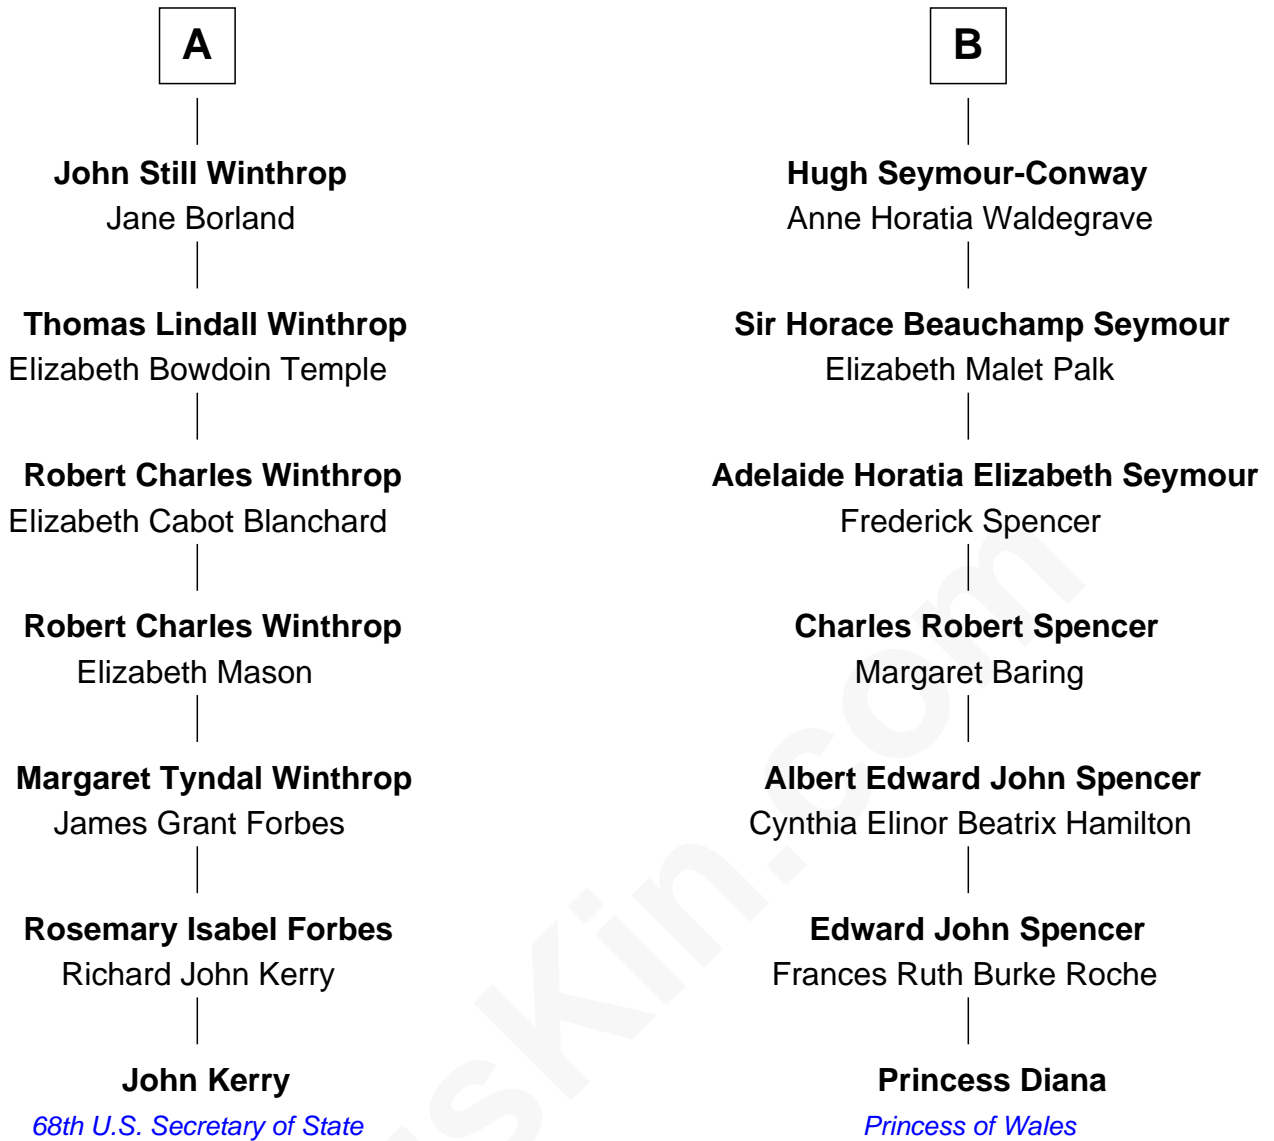 A
John Still Winthrop
Jane Borland
Thomas Lindall Winthrop
Elizabeth Bowdoin Temple
Robert Charles Winthrop
Elizabeth Cabot Blanchard
Robert Charles Winthrop
Elizabeth Mason
Margaret Tyndal Winthrop
James Grant Forbes
Rosemary Isabel Forbes
Richard John Kerry
John Kerry
68th U.S. Secretary of State
B
Hugh Seymour-Conway
Anne Horatia Waldegrave
Sir Horace Beauchamp Seymour
Elizabeth Malet Palk
Adelaide Horatia Elizabeth Seymour
Frederick Spencer
Charles Robert Spencer
Margaret Baring
Albert Edward John Spencer
Cynthia Elinor Beatrix Hamilton
Edward John Spencer
Frances Ruth Burke Roche
Princess Diana
Princess of Wales